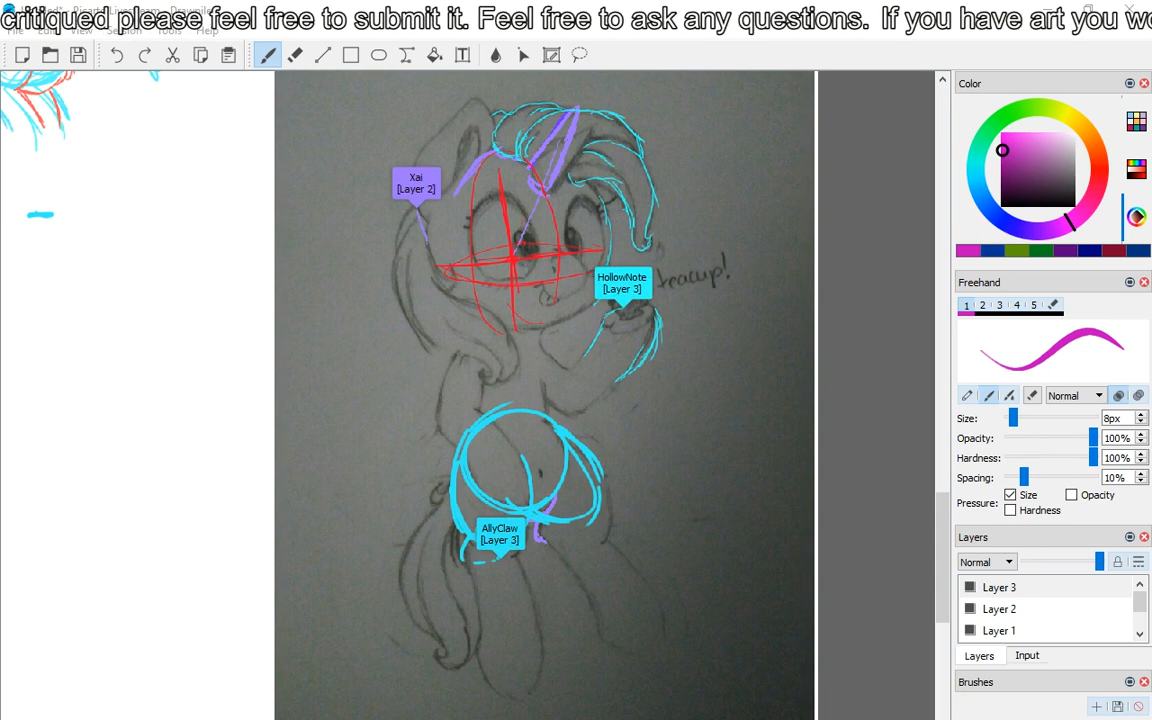 critiqued please feel free to submit it. Feel free to ask any questions.  If you have art you wo
Xai
[Layer 2]
HollowNote
[Layer 3]
teacup!
AllyClaw
[Layer 3]
Color
Freehand
1 2 3 4 5
Normal
Size: 8px
Opacity: 100%
Hardness: 100%
Spacing: 10%
Pressure: Size Opacity
Hardness
Layers
Normal
Layer 3
Layer 2
Layer 1
Layers Input
Brushes